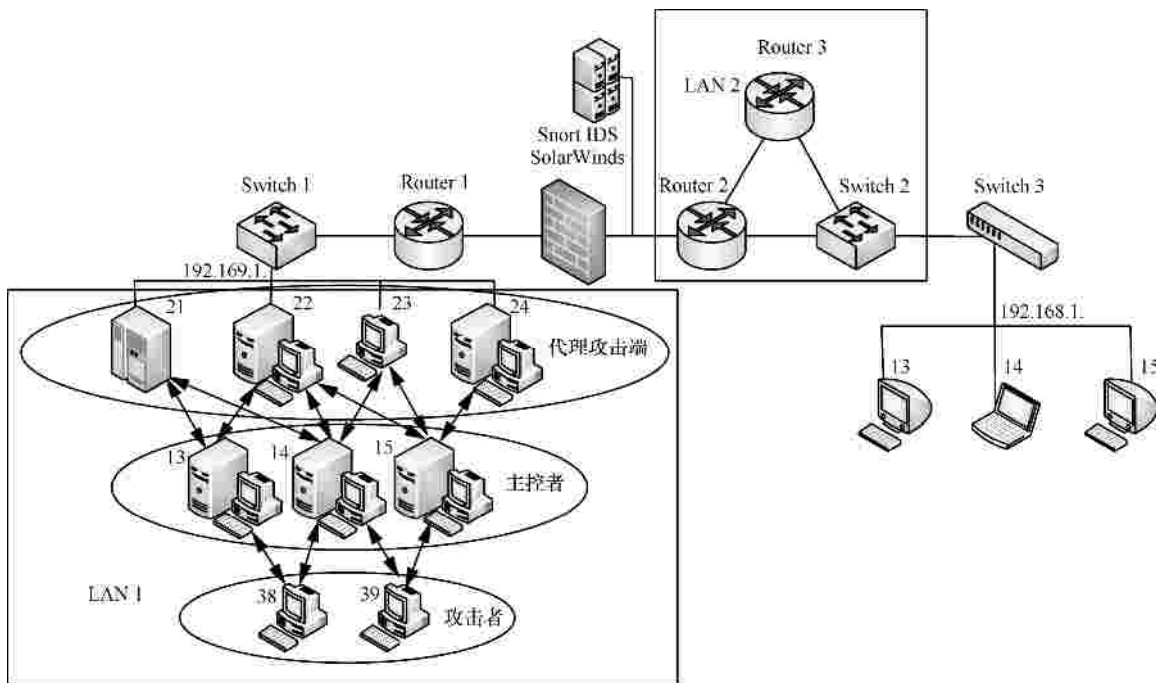 Router 3
LAN 2
Snort IDS
SolarWinds
Switch 1
Router 1
Router 2
Switch 2
Switch 3
192.169.1.
21
22
23
24
代理攻击端
192.168.1.
13
14
15
13
14
15
主控者
LAN 1
38
39
攻击者